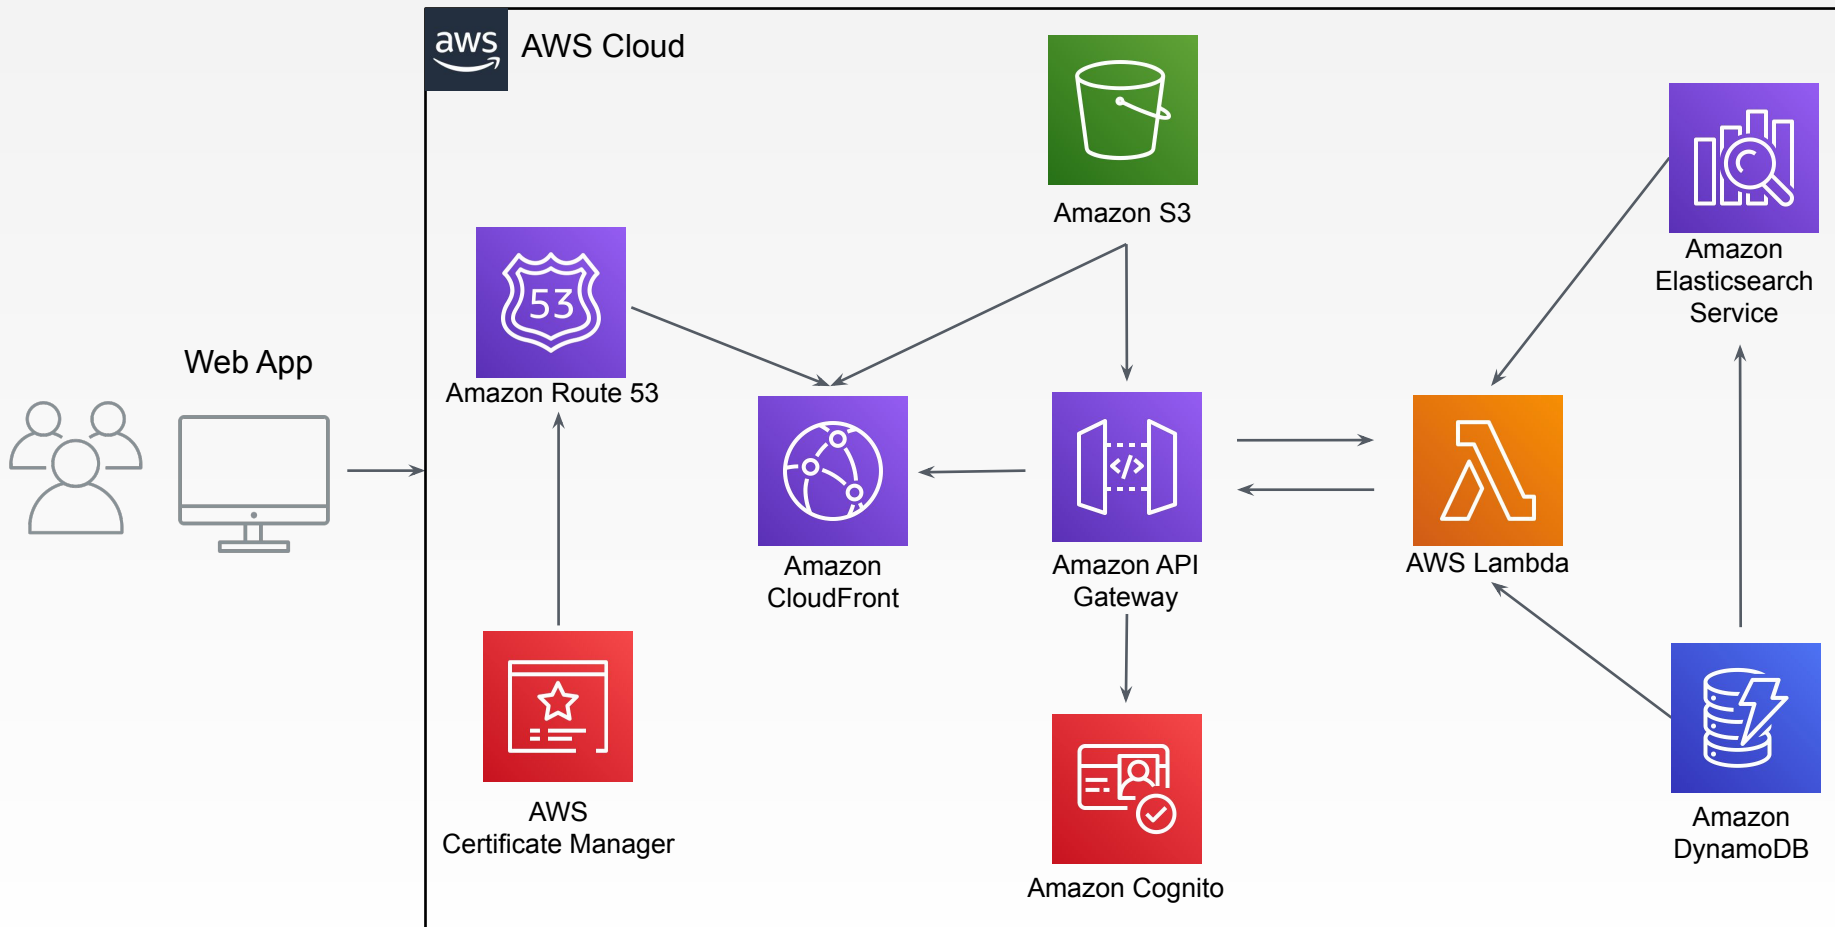 aws
AWS Cloud
Amazon S3
Amazon
Elasticsearch
Service
53
Web App
Amazon Route 53
</>
Amazon
CloudFront
Amazon API
Gateway
AWS Lambda
AWS
Certificate Manager
Amazon Cognito
Amazon
DynamoDB